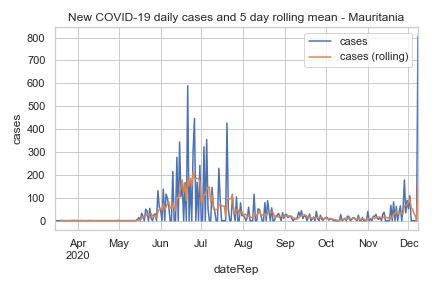 New COVID-19 daily cases and 5 day rolling mean - Mauritania
cases
cases (rolling)
800
700
600
500
400
300
200
100
0
cases
Apr May Jun Jul Aug Sep Oct Nov Dec
2020
dateRep